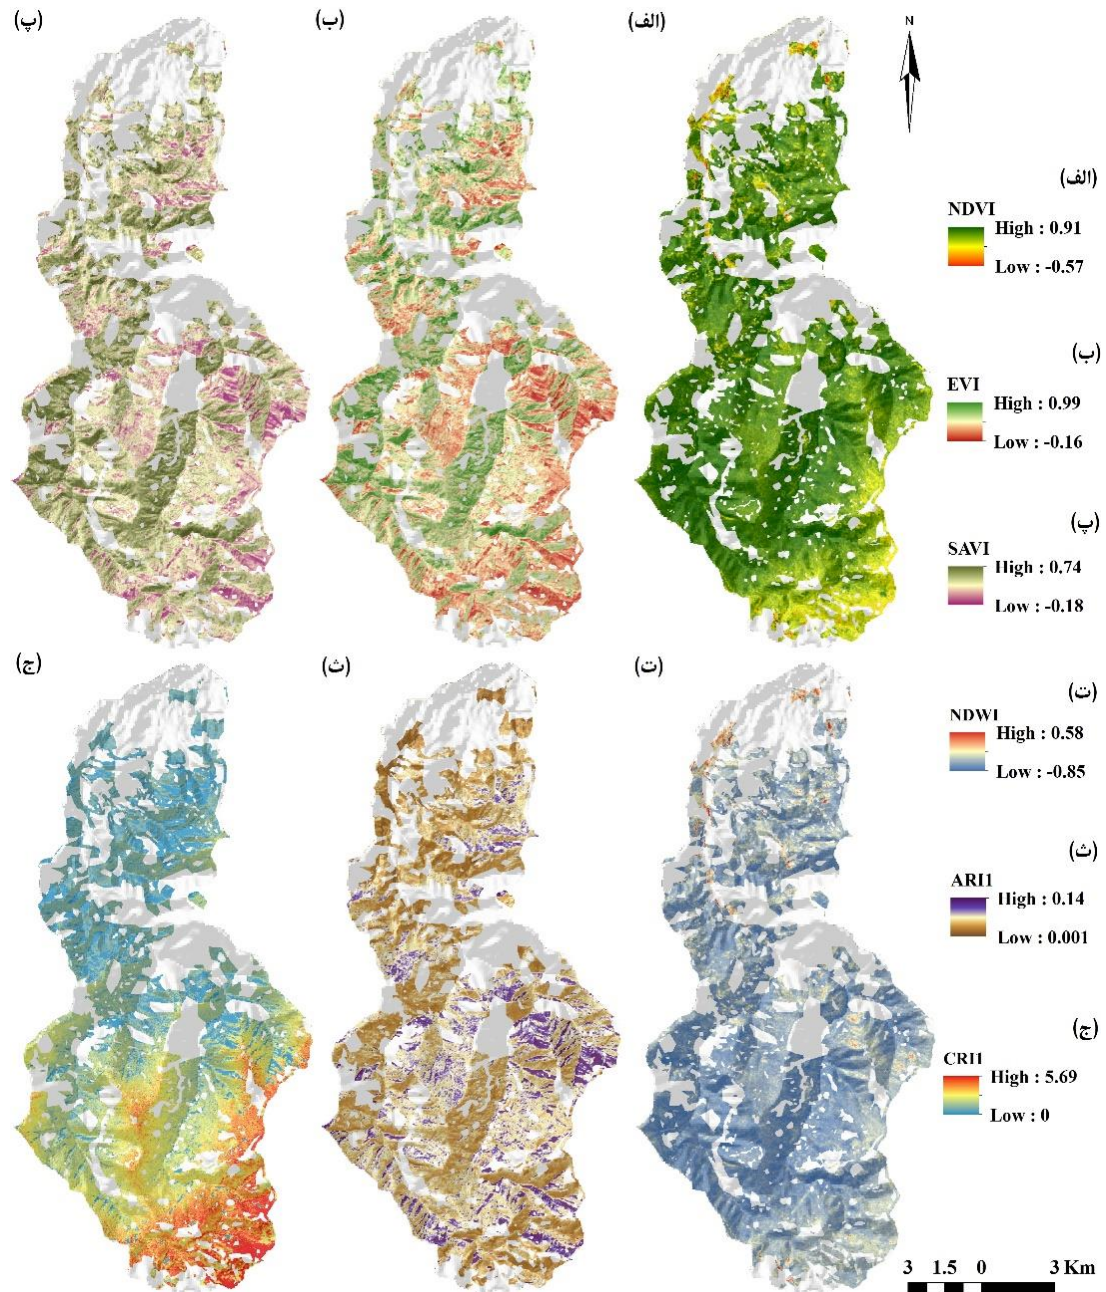 (پ)
(ب)
(الف)
N
(الف)
NDVI
High : 0.91
Low : -0.57
(ب)
EVI
High : 0.99
Low : -0.16
(پ)
SAVI
High : 0.74
Low : -0.18
(ج)
(ث)
(ت)
(ت)
NDWI
High : 0.58
Low : -0.85
(ث)
ARI1
High : 0.14
Low : 0.001
(ج)
CRI1
High : 5.69
Low : 0
3 1.5 0 3 Km